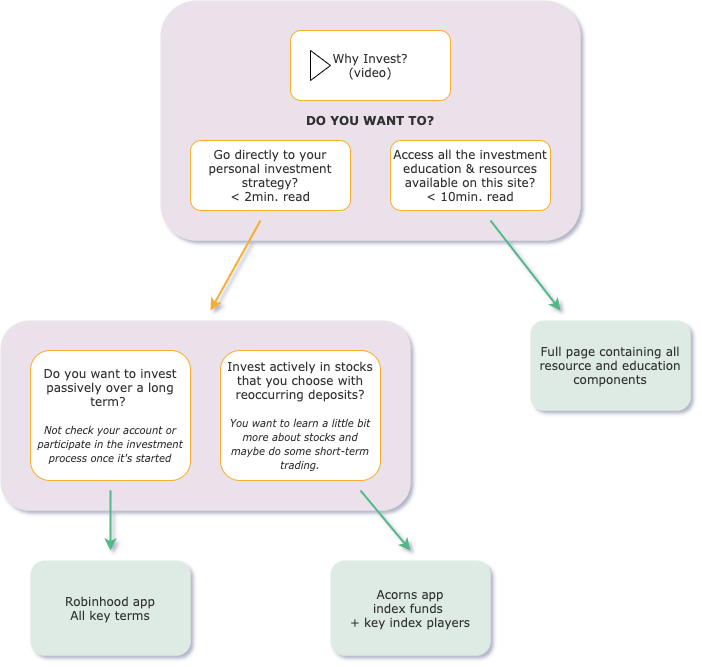 Why Invest?
(video)
DO YOU WANT TO?
Go directly to your
personal investment
strategy?
< 2min. read
Access all the investment
education & resources
available on this site?
< 10min. read
Do you want to invest
passively over a long
term?
Not check your account or
participate in the investment
process once it's started
Invest actively in stocks
that you choose with
reoccurring deposits?
You want to learn a little bit
more about stocks and
maybe do some short-term
trading.
Full page containing all
resource and education
components
Robinhood app
All key terms
Acorns app
index funds
+ key index players